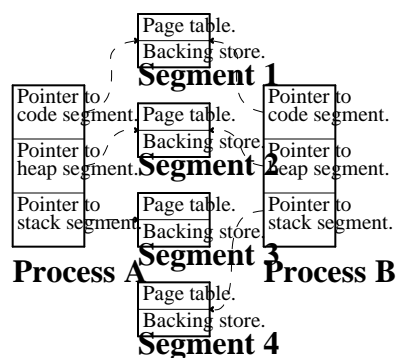 Page table.
Backing store.
Segment 1
Pointer to
code segment.
Pointer to
heap segment.
Pointer to
stack segment.
Process A
Page table.
Backing store.
Segment 2
Page table.
Backing store.
Segment 3
Page table.
Backing store.
Segment 4
Pointer to
code segment.
Pointer to
heap segment.
Pointer to
stack segment.
Process B